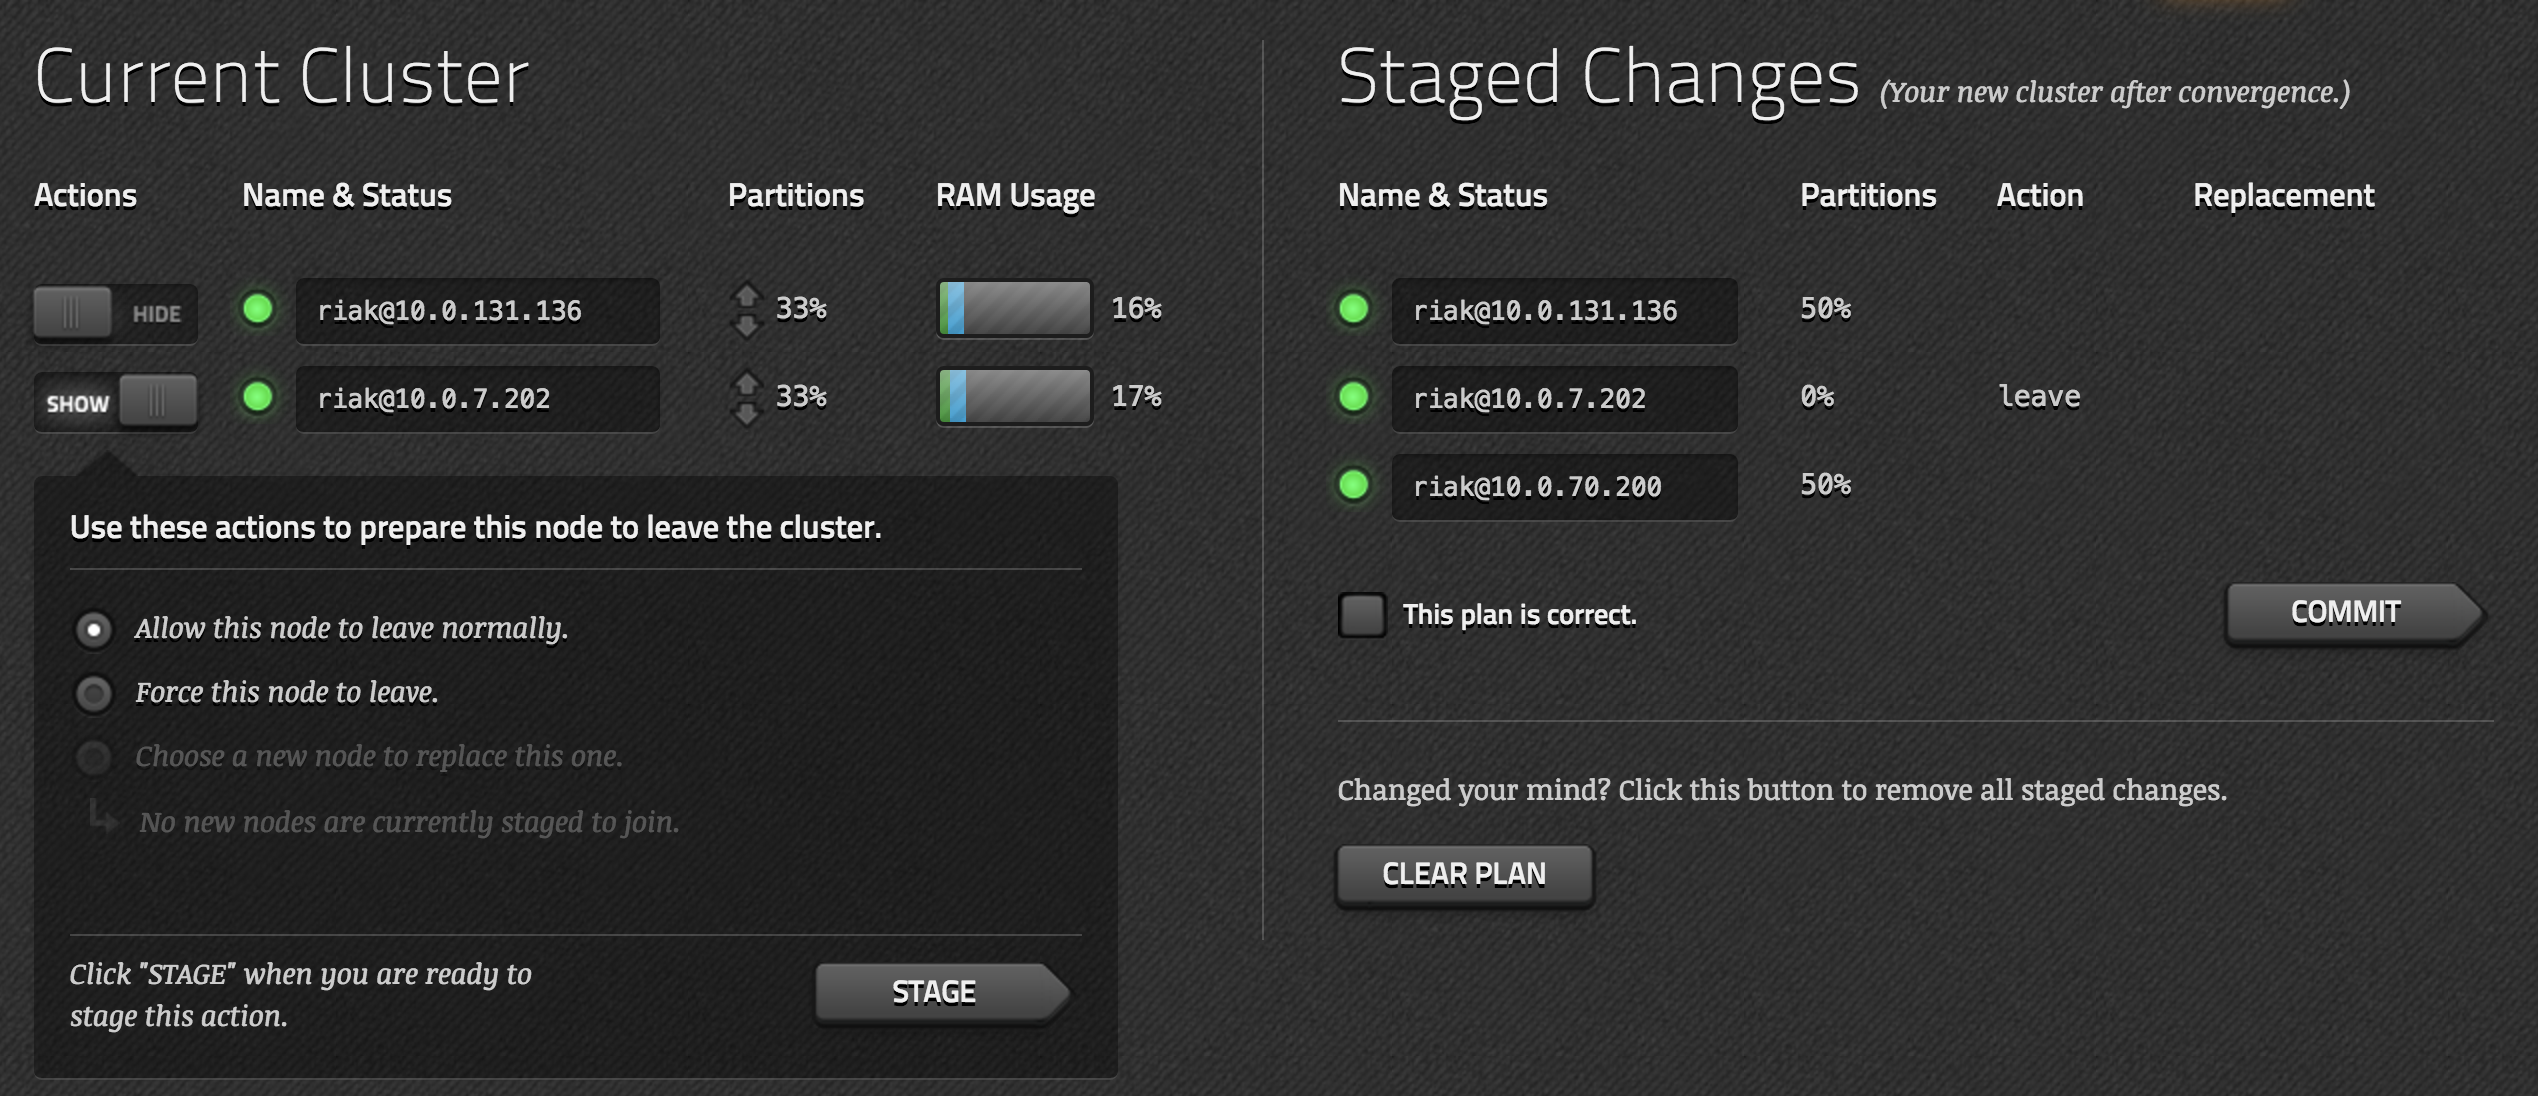 Current Cluster
Actions Name & Status Partitions RAM Usage
HIDE riak@10.0.131.136 33% 16%
SHOW riak@10.0.7.202 33% 17%
Use these actions to prepare this node to leave the cluster.
Allow this node to leave normally.
Force this node to leave.
Choose a new node to replace this one.
No new nodes are currently staged to join.
Click "STAGE" when you are ready to
stage this action.
STAGE
Staged Changes (Your new cluster after convergence.)
Name & Status Partitions Action Replacement
riak@10.0.131.136 50%
riak@10.0.7.202 0% leave
riak@10.0.70.200 50%
This plan is correct.
COMMIT
Changed your mind? Click this button to remove all staged changes.
CLEAR PLAN